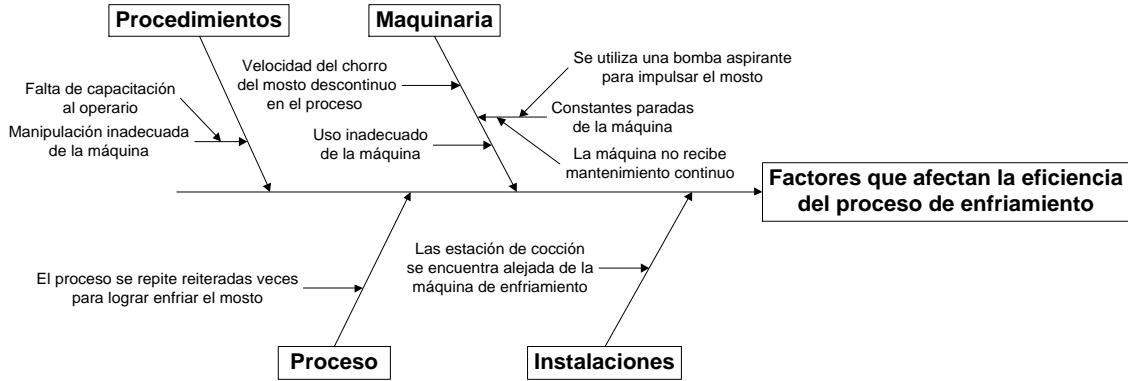 Procedimientos
Maquinaria
Se utiliza una bomba aspirante
para impulsar el mosto
Velocidad del chorro
del mosto descontinuo
en el proceso
Falta de capacitación
al operario
Constantes paradas
de la máquina
Manipulación inadecuada
de la máquina
Uso inadecuado
de la máquina
La máquina no recibe
mantenimiento continuo
Factores que afectan la eficiencia
del proceso de enfriamiento
Las estación de cocción
se encuentra alejada de la
máquina de enfriamiento
El proceso se repite reiteradas veces
para lograr enfriar el mosto
Proceso
Instalaciones